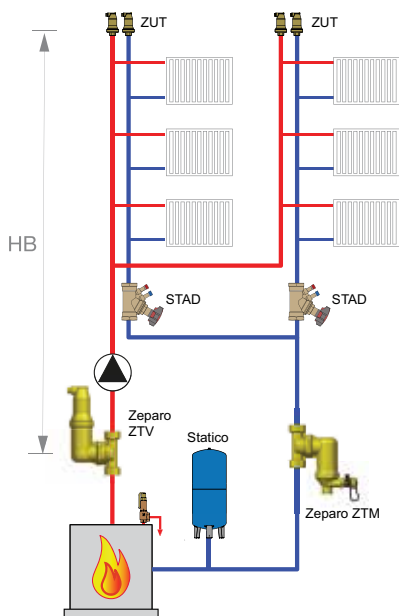 ZUT
ZUT
HB
STAD
STAD
Zeparo
ZTV
Statico
Zeparo ZTM